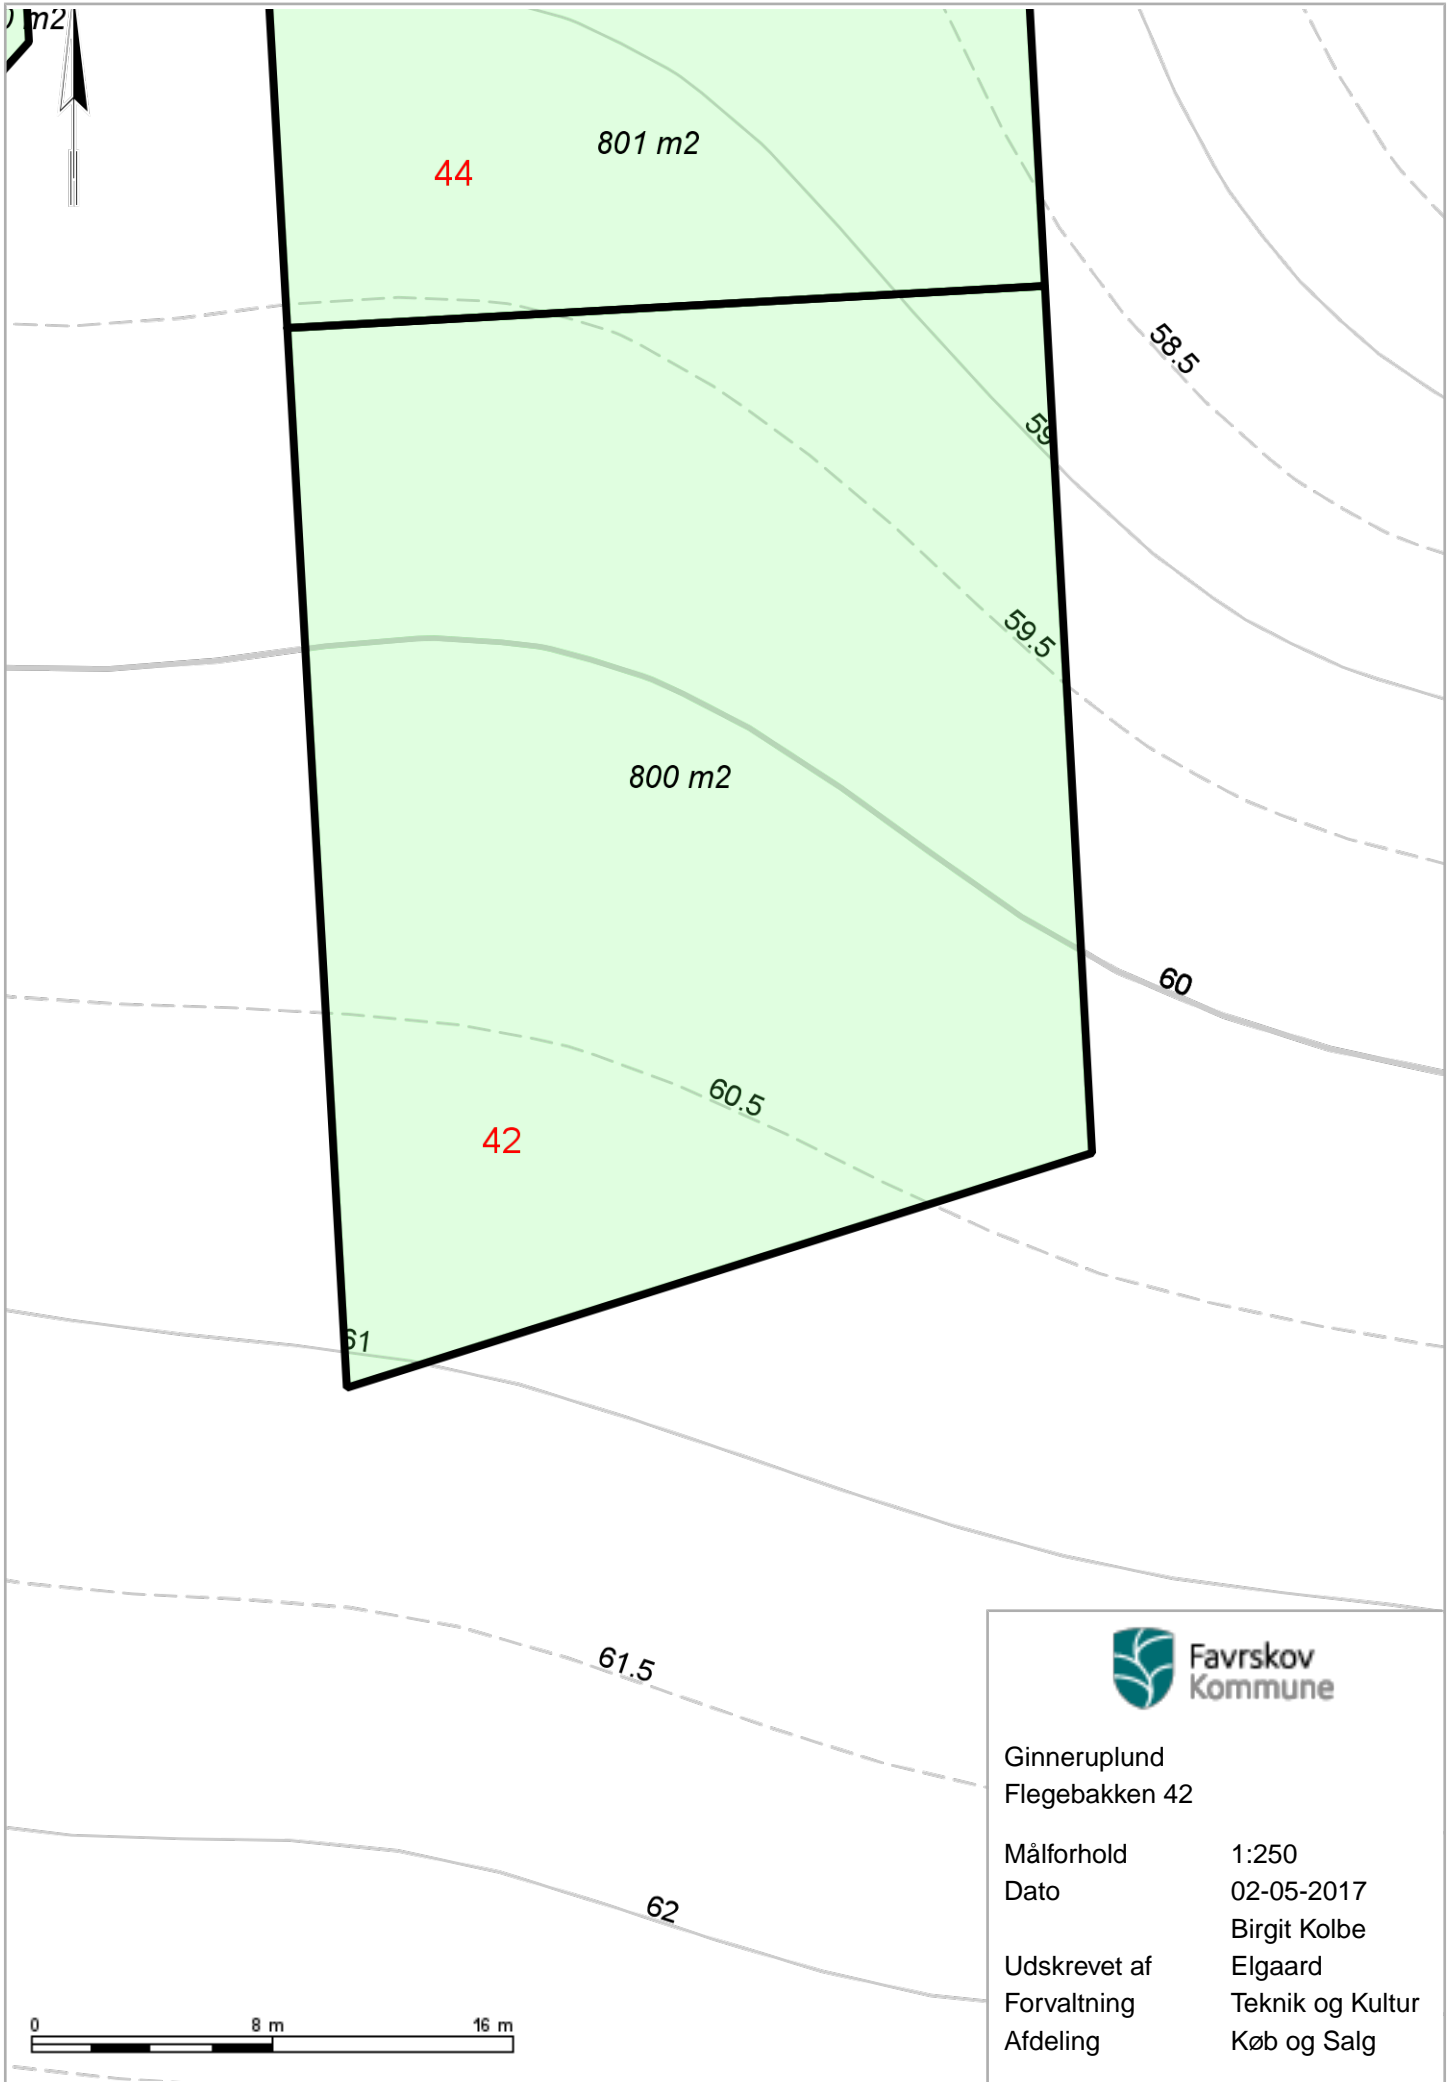 m2
801 m2
44
58.5
59
59.5
800 m2
60
60.5
42
61
61.5
62
Favrskov
Kommune
Ginneruplund
Flegebakken 42
Målforhold 1:250
Dato 02-05-2017
Birgit Kolbe
Udskrevet af Elgaard
Forvaltning Teknik og Kultur
Afdeling Køb og Salg
0 8 m 16 m